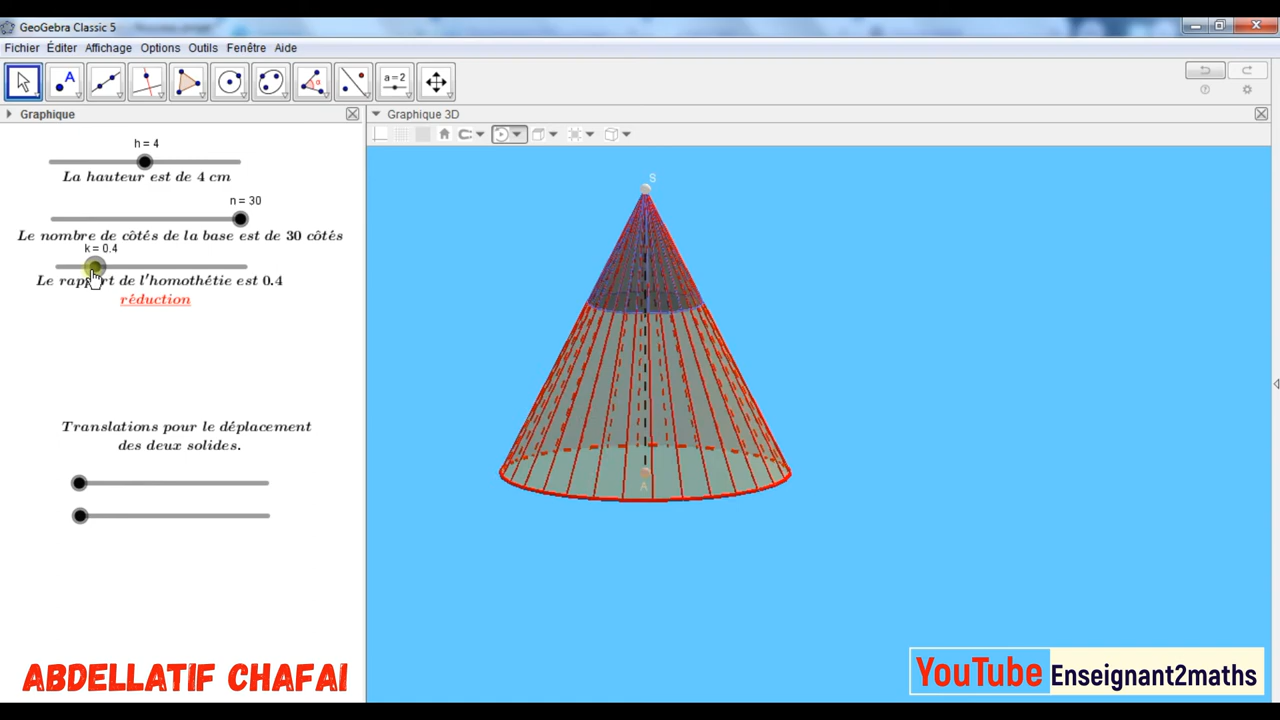 GeoGebra Classic 5
Fichier Éditer Affichage Options Outils Fenêtre Aide
A
α
a = 2
Graphique
Graphique 3D
h = 4
La hauteur est de 4 cm
n = 30
Le nombre de côtés de la base est de 30 côtés
k = 0.4
Le rapport de l'homothétie est 0.4
réduction
S
A
Translations pour le déplacement
des deux solides.
ABDELLATIF CHAFAI
YouTube Enseignant2maths